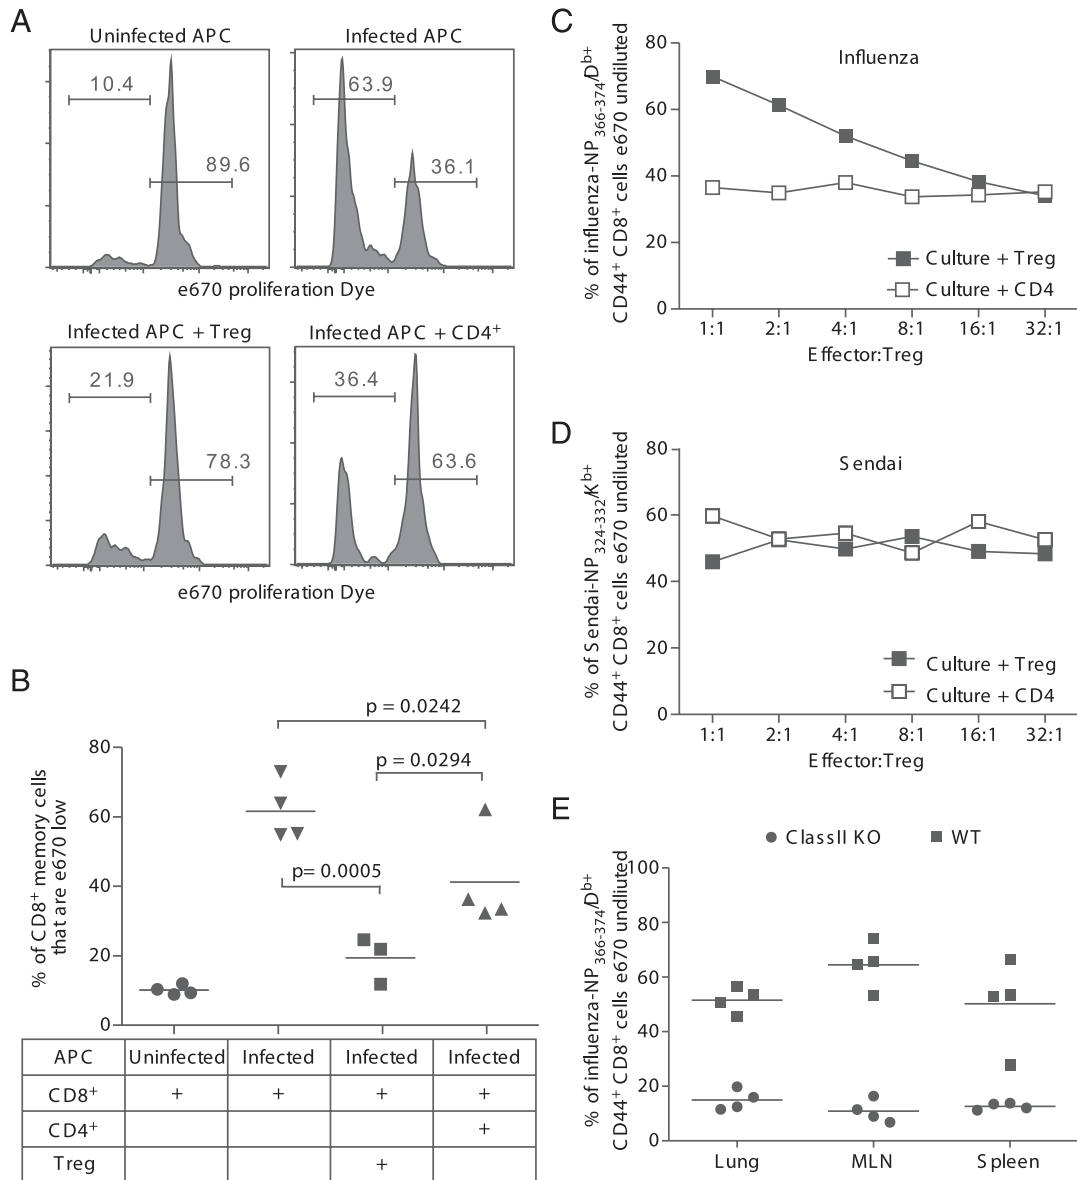 A
Uninfected APC
10.4
89.6
Infected APC
63.9
36.1
e670 proliferation Dye
Infected APC + Treg
21.9
78.3
Infected APC + CD4+
36.4
63.6
e670 proliferation Dye
B
% of CD8+ memory cells
that are e670 low
80
60
40
20
0
p = 0.0242
p = 0.0294
p= 0.0005
APC Uninfected Infected Infected Infected
CD8+ + + + +
CD4+ +
Treg +
C
% of influenza-NP366-374/Db+
CD44+ CD8+ cells e670 undiluted
80
60
40
20
0
Influenza
Culture + Treg
Culture + CD4
1:1 2:1 4:1 8:1 16:1 32:1
Effector:Treg
D
% of Sendai-NP324-332/Kb+
CD44+ CD8+ cells e670 undiluted
80
60
40
20
0
Sendai
Culture + Treg
Culture + CD4
1:1 2:1 4:1 8:1 16:1 32:1
Effector:Treg
E
ClassII KO WT
% of influenza-NP366-374/Db+
CD44+ CD8+ cells e670 undliuted
100
80
60
40
20
0
Lung MLN Spleen